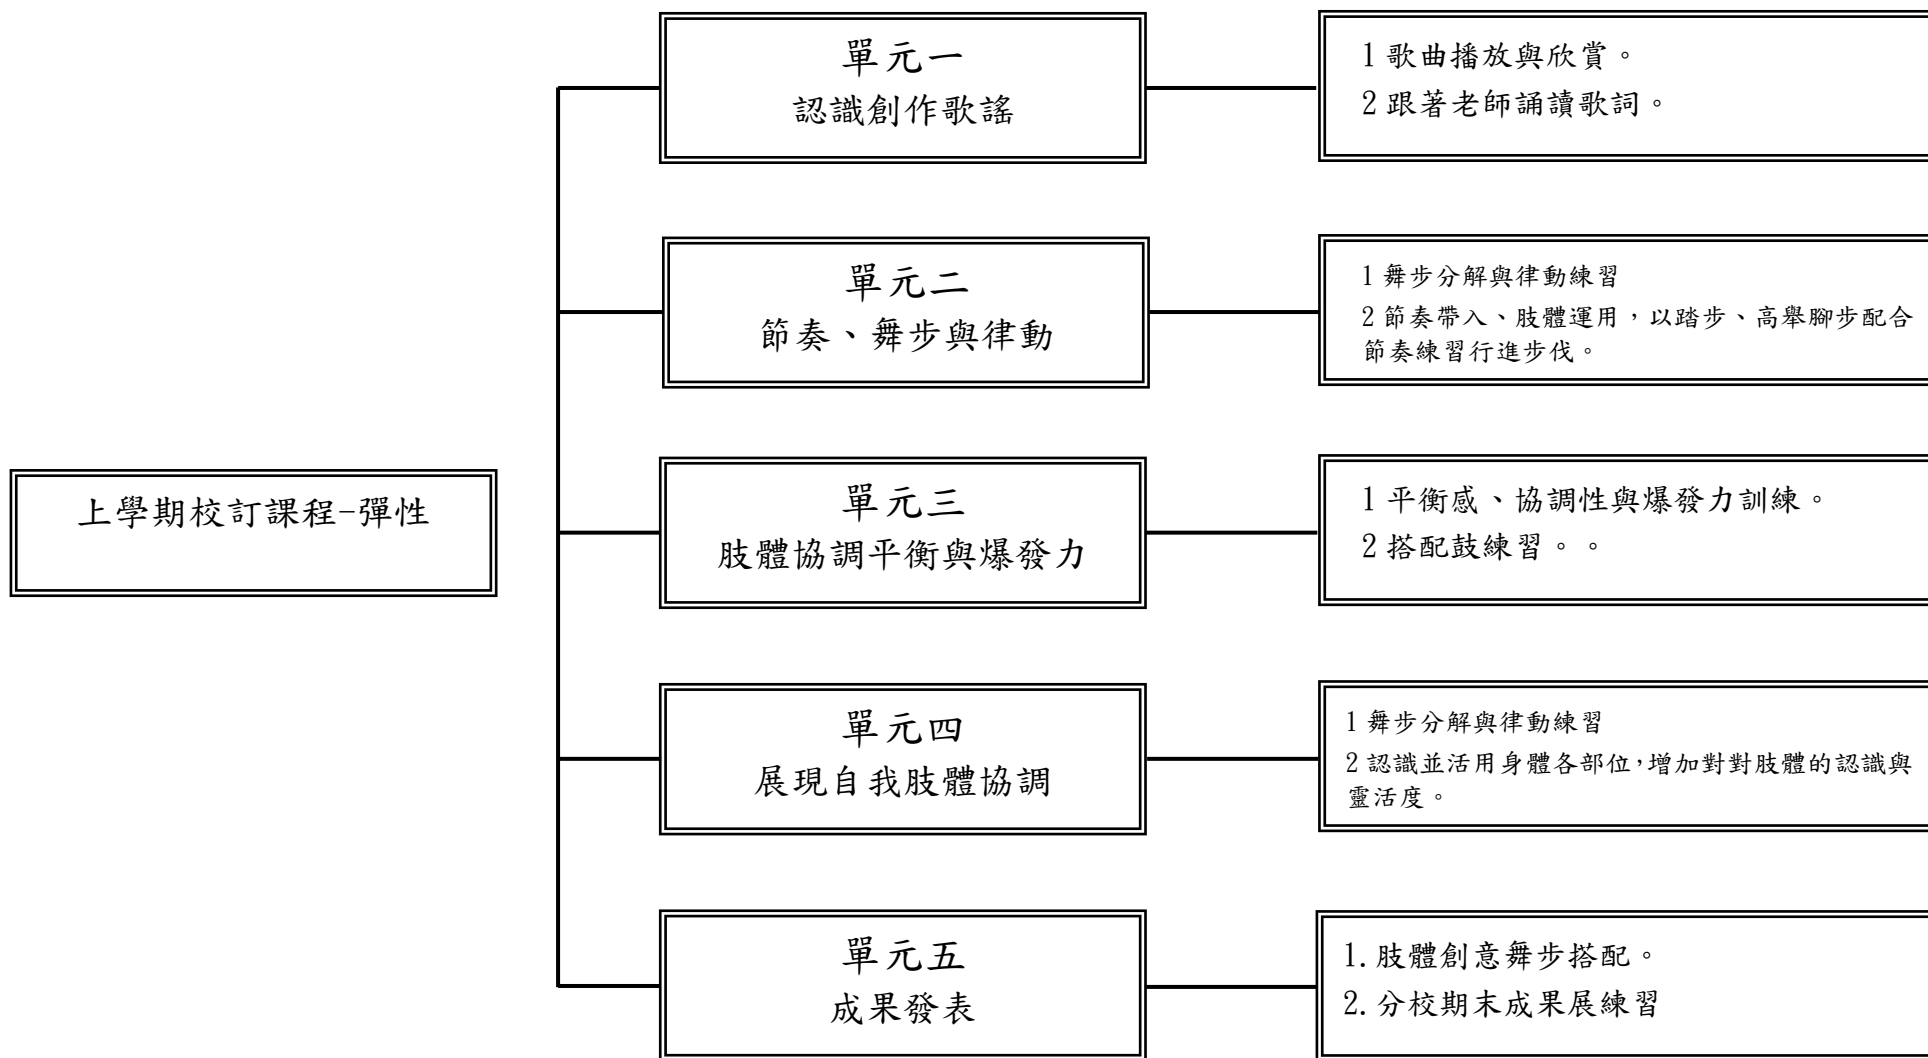 單元一
認識創作歌謠
1 歌曲播放與欣賞。
2 跟著老師誦讀歌詞。
單元二
節奏、舞步與律動
1 舞步分解與律動練習
2 節奏帶入、肢體運用，以踏步、高舉腳步配合
節奏練習行進步伐。
上學期校訂課程-彈性
單元三
肢體協調平衡與爆發力
1 平衡感、協調性與爆發力訓練。
2 搭配鼓練習。。
單元四
展現自我肢體協調
1 舞步分解與律動練習
2 認識並活用身體各部位，增加對對肢體的認識與
靈活度。
單元五
成果發表
1. 肢體創意舞步搭配。
2. 分校期末成果展練習